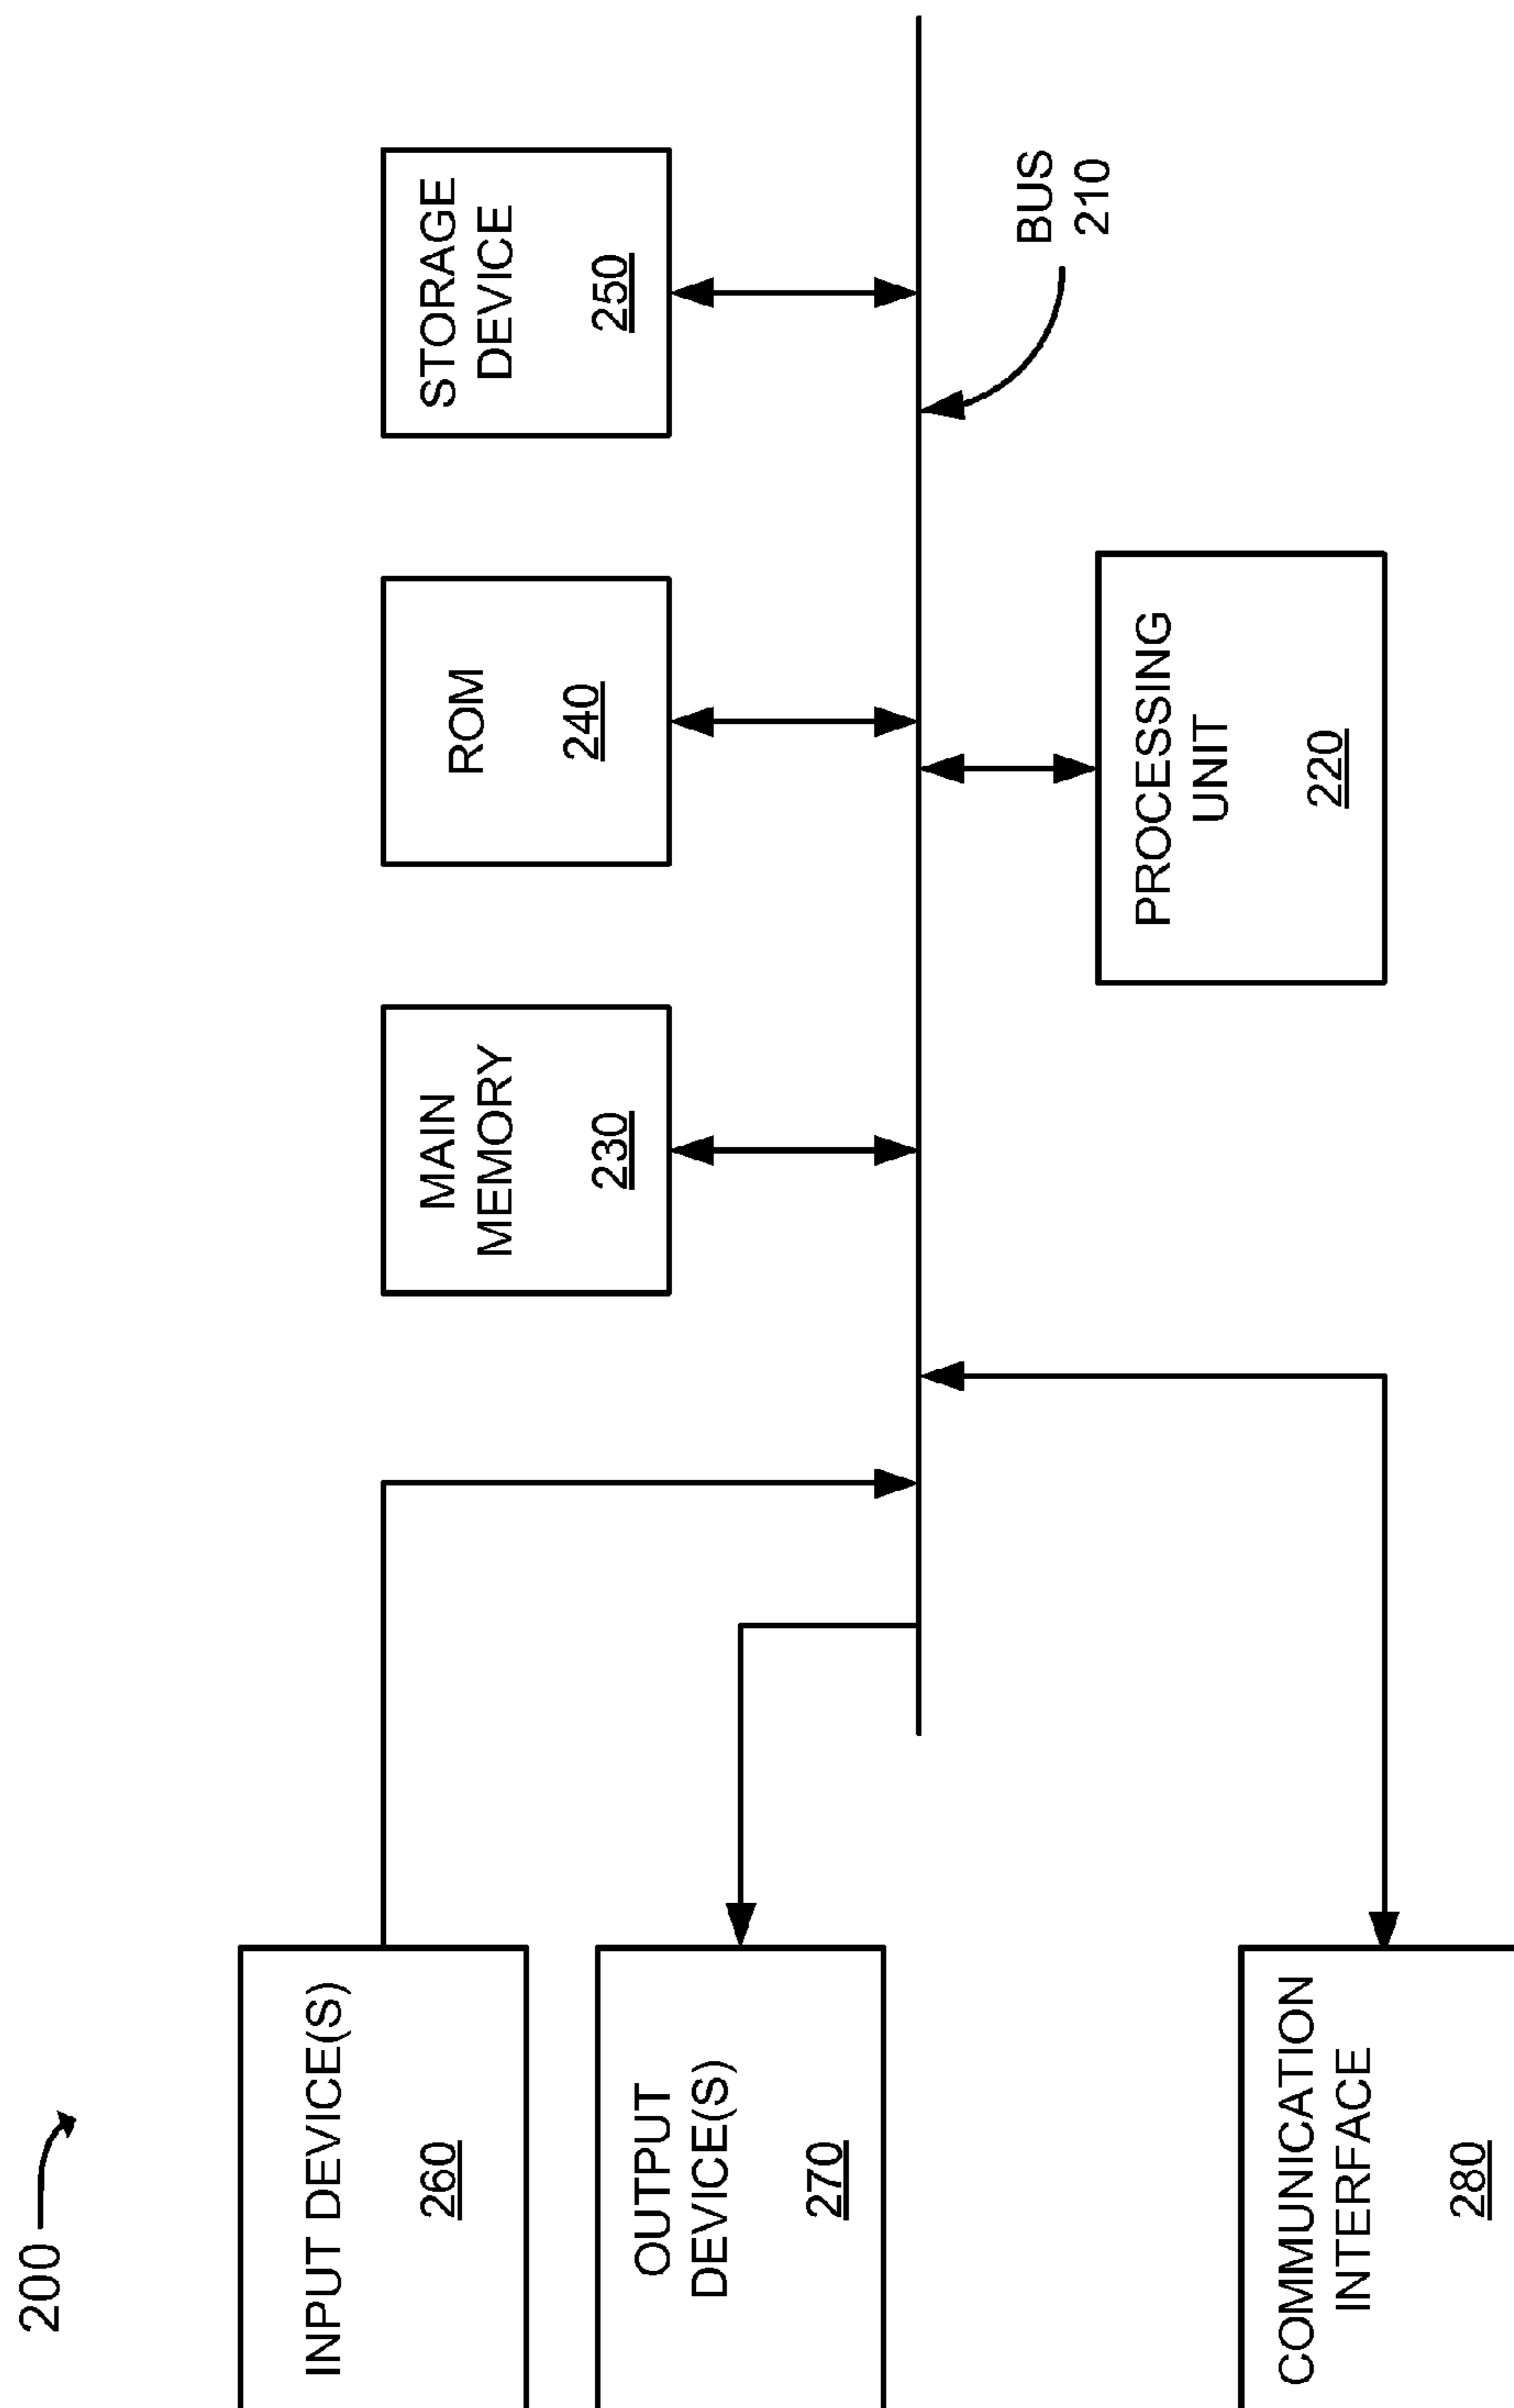 200
INPUT DEVICE(S)
260
OUTPUT
DEVICE(S)
270
COMMUNICATION
INTERFACE
280
MAIN
MEMORY
230
ROM
240
STORAGE
DEVICE
250
PROCESSING
UNIT
220
BUS
210